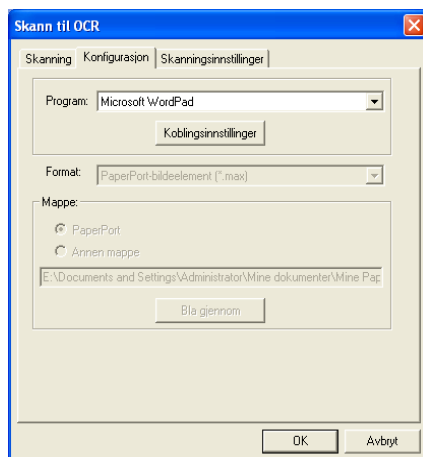 Skann til OCR
Skanning Konfigurasjon Skanningsinnstillinger
Program: Microsoft WordPad
Koblingsinnstillinger
Format: PaperPort-bildeelement (*.max)
Mappe:
PaperPort
Annen mappe
E:\Documents and Settings\Administrator\Mine dokumenter\Mine Pap
Bla gjennom
OK Avbryt